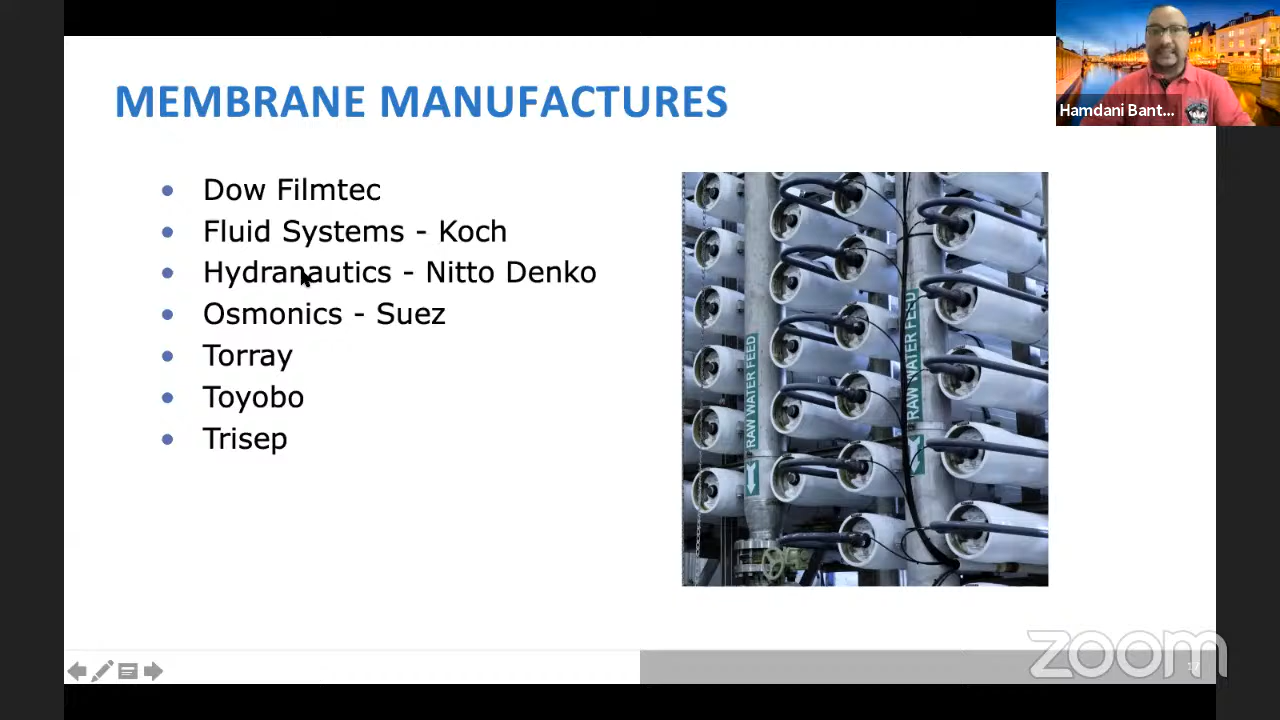 MEMBRANE MANUFACTURES
Hamdani Bant...
• Dow Filmtec
• Fluid Systems - Koch
• Hydranautics - Nitto Denko
• Osmonics - Suez
• Torray
• Toyobo
• Trisep
RAW WATER FEED
RAW WATER FEED
zoom
17